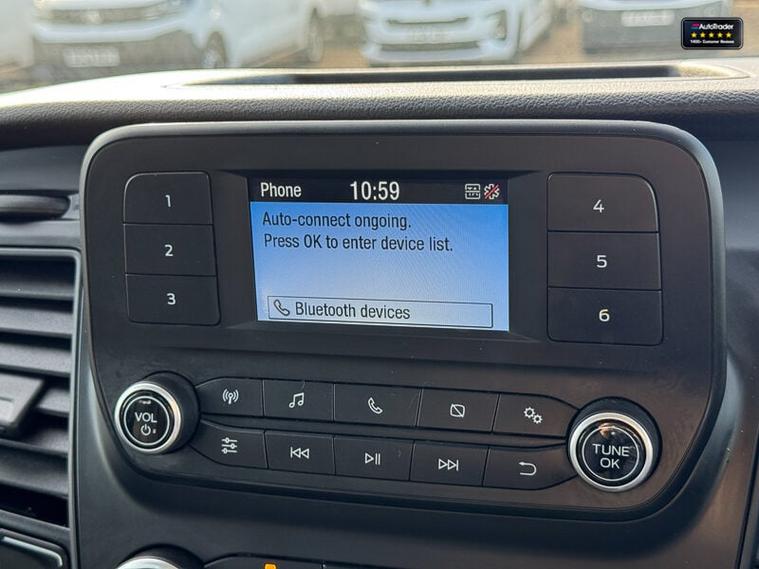 AutoTrader
Phone 10:59
Auto-connect ongoing.
Press OK to enter device list.
Bluetooth devices
1
2
3
4
5
6
VOL
TUNE
OK